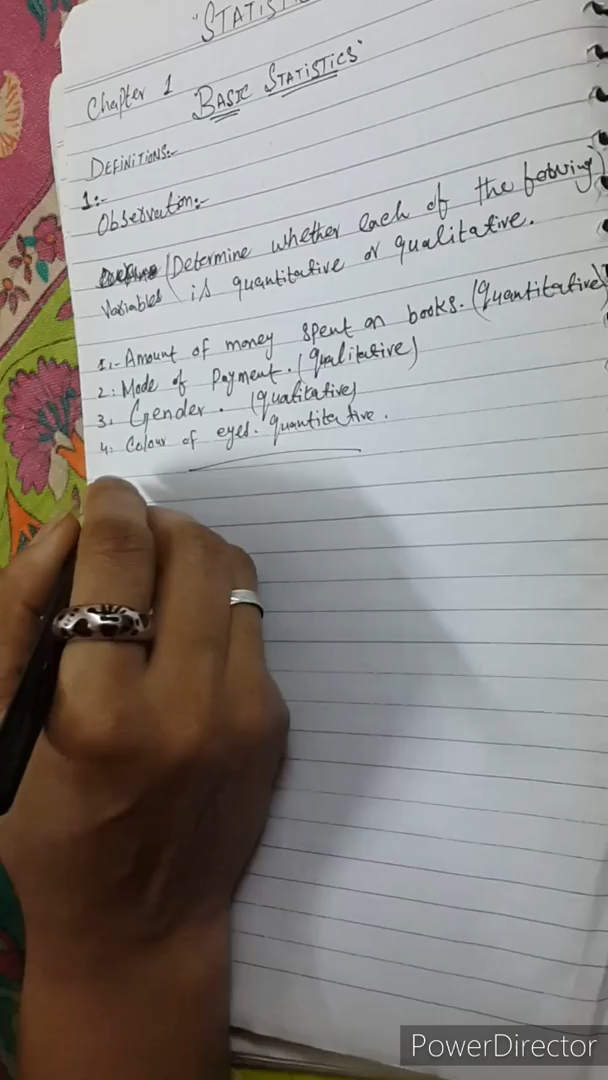 "STATIST
Chapter 1
BASIC STATISTICS"
DEFINITIONS:-
1:-
Observation:-
(Determine whether each of the following)
Variables is quantitative or qualitative.
1:- Amount of money spent on books. (Quantitative)
2: Mode of Payment. (qualitative)
3. Gender. (qualitative)
4. Colour of eyes. quantitative.
PowerDirector